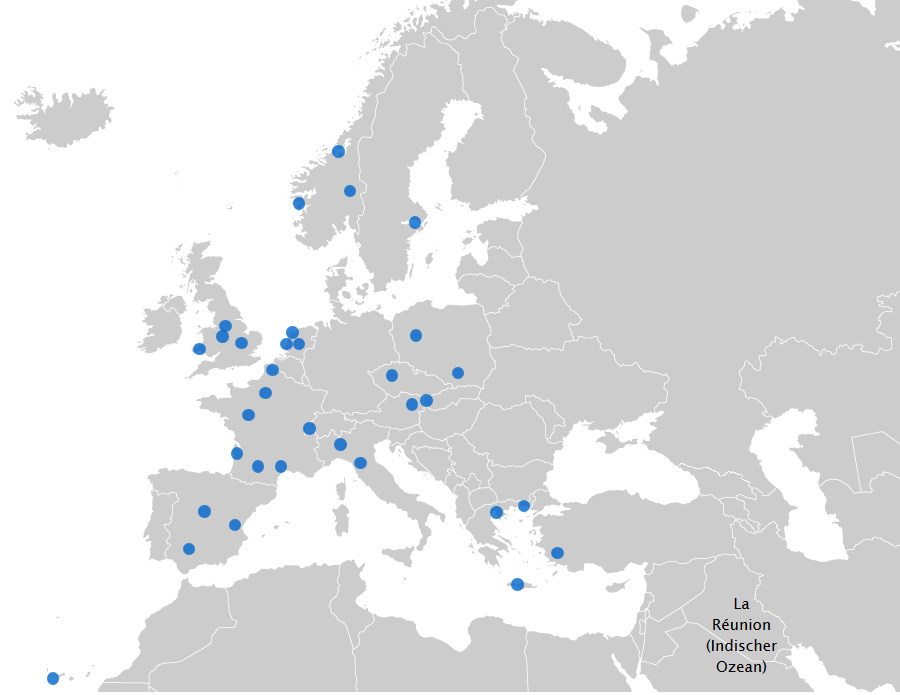 La
Réunion
(Indischer
Ozean)